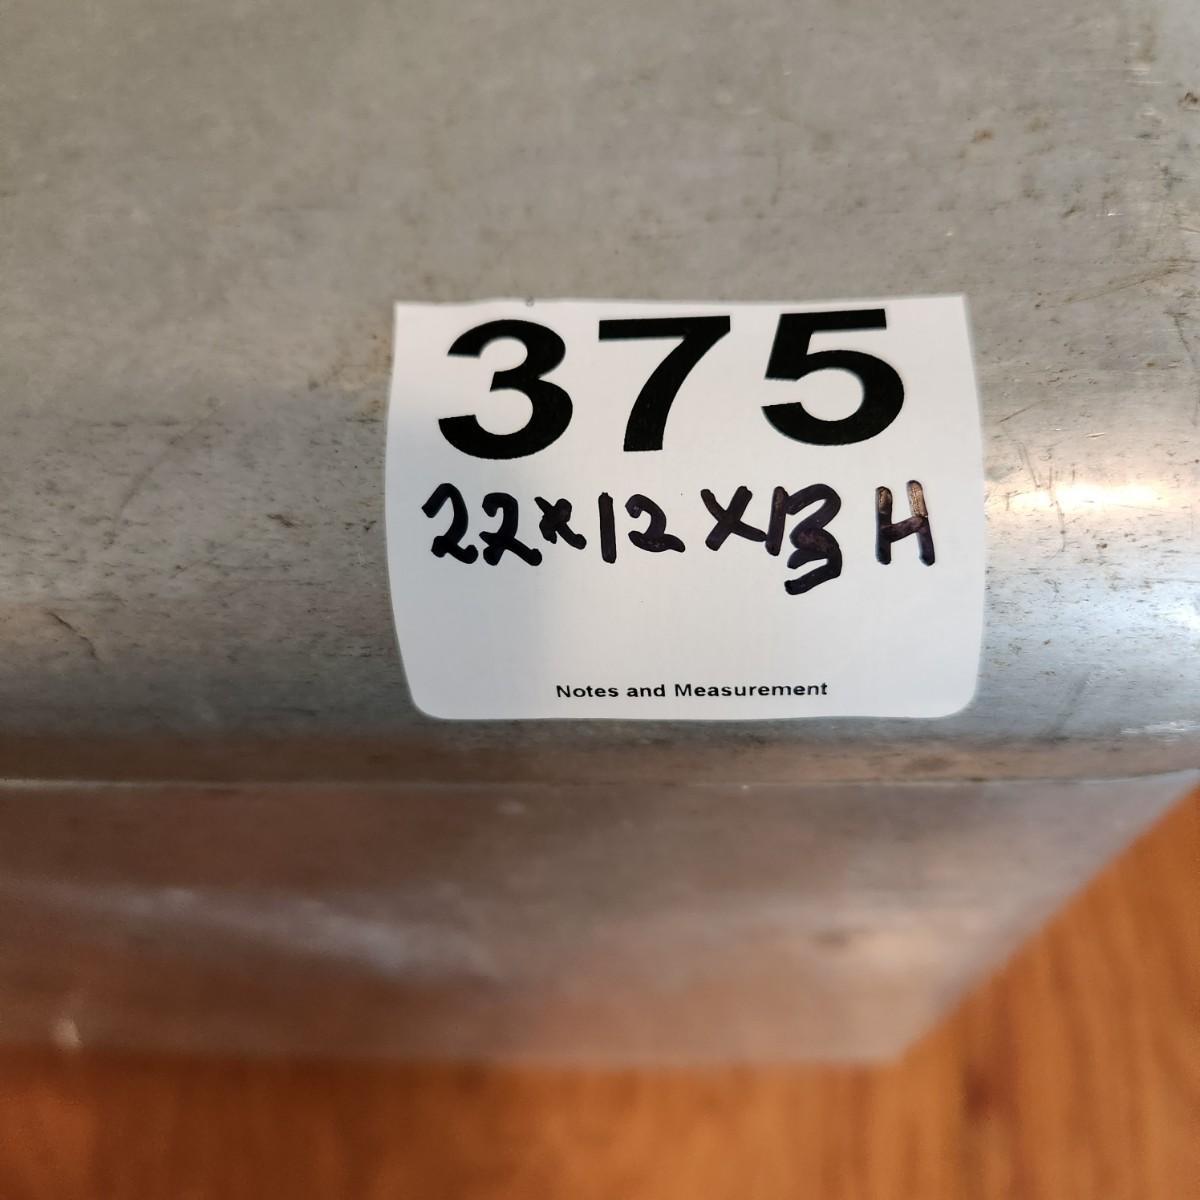 375
22x12 X13 H
Notes and Measurement